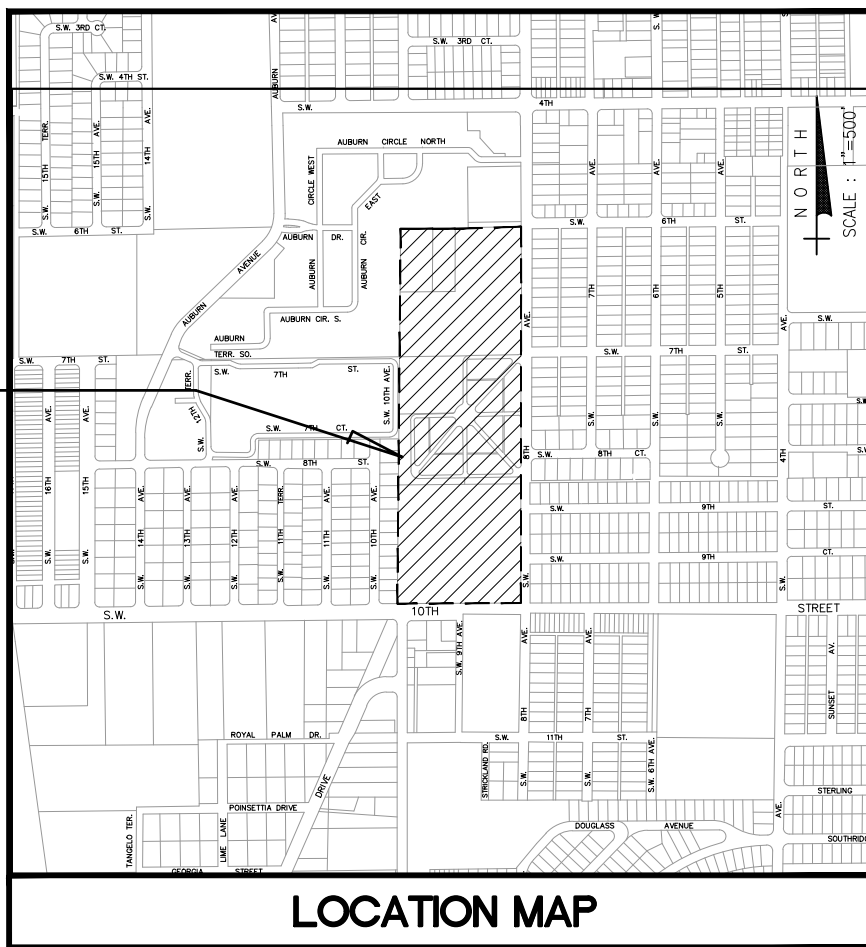 S.W. 3RD CT.
S.W. 4TH ST.
15TH TERR. S.W.
15TH AVE. S.W.
14TH AVE. S.W.
S.W. 6TH ST.
AUBURN AV
S.W. 3RD CT.
S. W.
S.W. 4TH
AUBURN CIRCLE NORTH
CIRCLE WEST
EAST
AUBURN DR.
AUBURN
AUBURN CIR.
AUBURN AVENUE
AUBURN CIR. S.
AUBURN
TERR. SO.
S.W. 7TH ST.
S.W. 7TH ST.
S.W. 10TH AVE.
S.W. 12TH TERR.
S.W. 7TH CT.
S.W. 8TH ST.
S.W. 16TH AVE.
S.W. 15TH AVE.
S.W. 14TH AVE.
S.W. 13TH AVE.
S.W. 12TH AVE.
S.W. 11TH TERR.
S.W. 11TH AVE.
S.W. 10TH AVE.
S.W. 8TH AVE.
S.W. 7TH AVE.
S.W. 6TH AVE.
S.W. 5TH AVE.
S.W. 4TH AVE.
S.W. 6TH ST.
S.W. 7TH ST.
S.W. 8TH CT.
S.W. 9TH ST.
S.W. 9TH CT.
S.W.
S.W.
S.W.
NORTH
SCALE : 1"=500'
S.W. 10TH STREET
S.W. 9TH AVE.
S.W. 8TH AVE.
S.W. 7TH AVE.
S.W. 6TH AVE.
S.W. 11TH ST.
STRICKLAND RD.
SUNSET AV.
STERLING
AVE.
SOUTHRIDG
DOUGLASS AVENUE
ROYAL PALM DR.
DRIVE
POINSETTIA DRIVE
TANGELO TER.
LIME LANE
GEORGIA STREET
LOCATION MAP